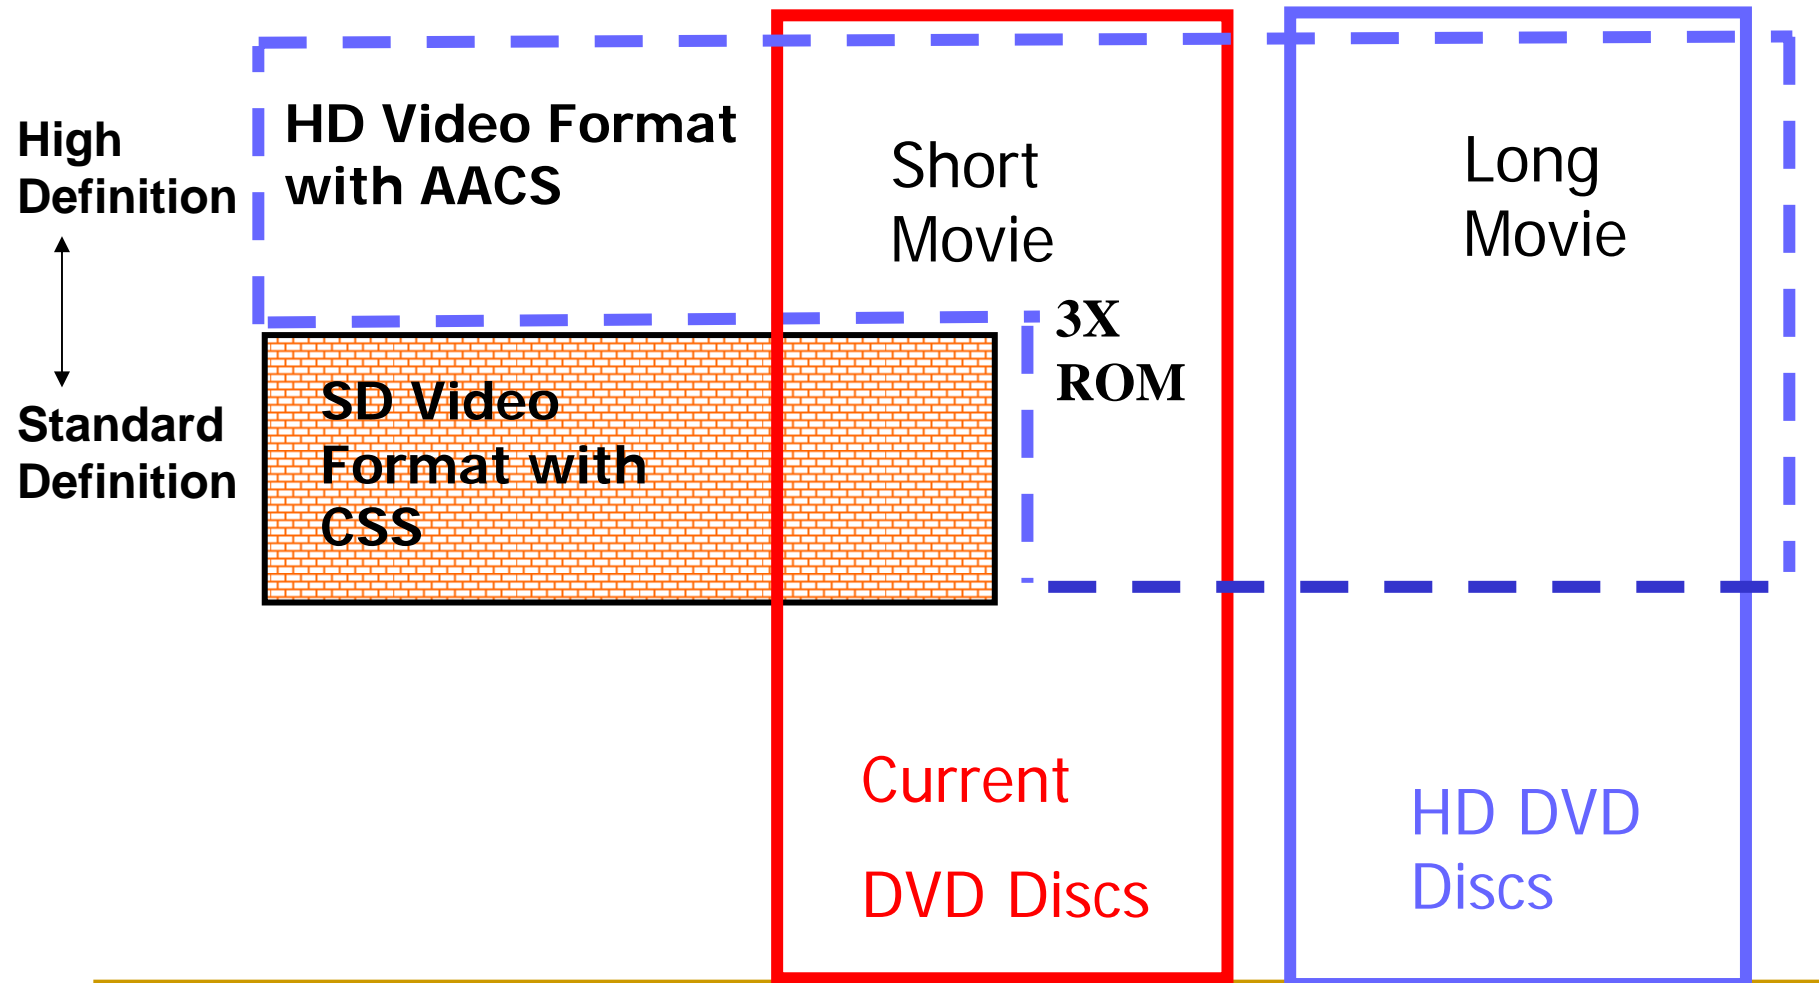 High
Definition
Standard
Definition
HD Video Format
with AACS
SD Video
Format with
CSS
Short
Movie
3X
ROM
Long
Movie
Current
DVD Discs
HD DVD
Discs